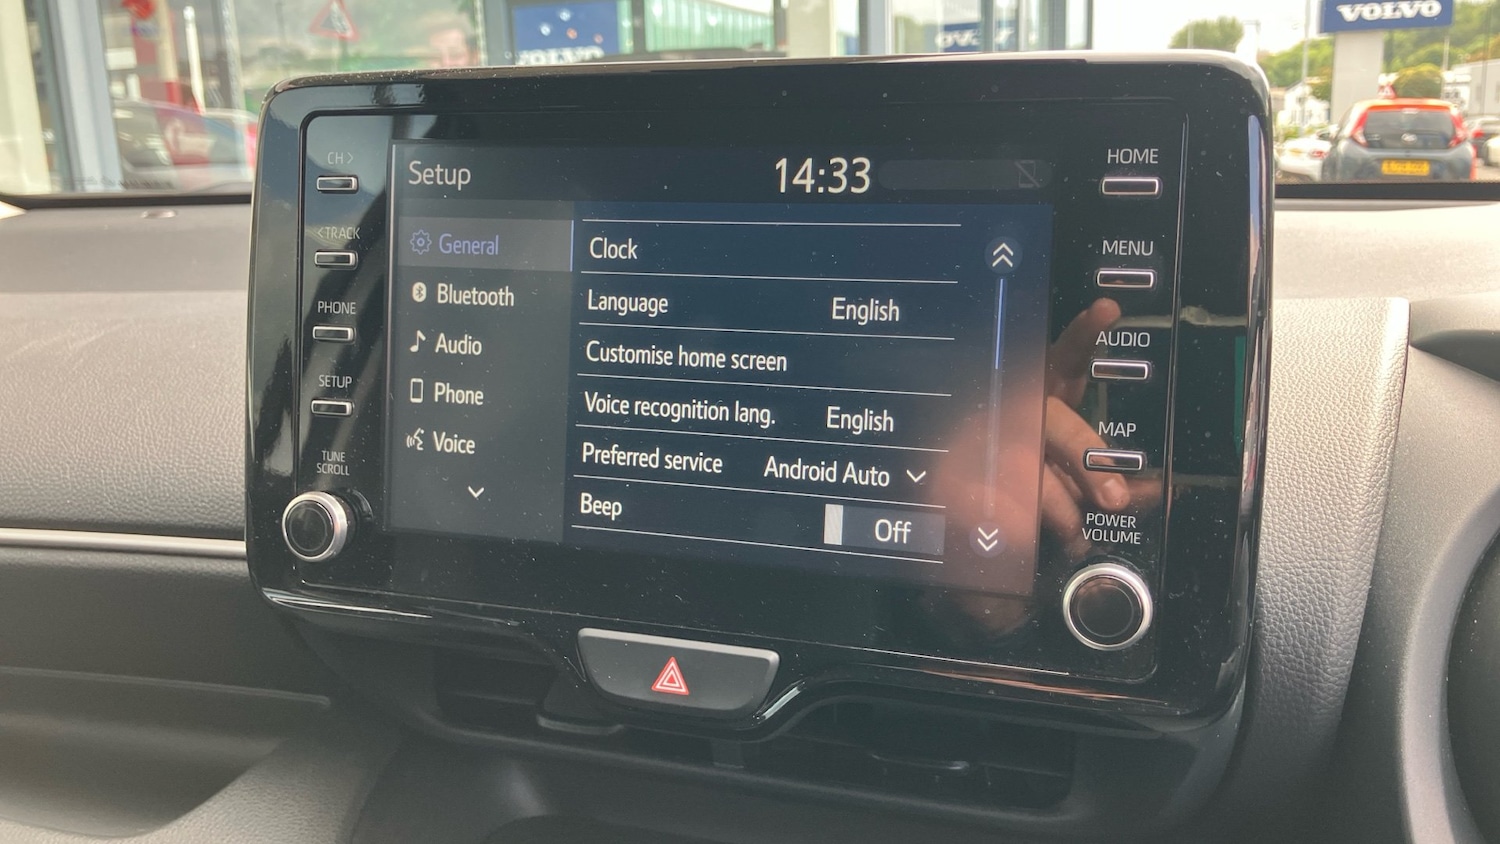 VOLVO
VOLVO
CH >
< TRACK
PHONE
SETUP
TUNE
SCROLL
Setup
14:33
General
Bluetooth
Audio
Phone
Voice
Clock
Language English
Customise home screen
Voice recognition lang. English
Preferred service Android Auto
Beep Off
HOME
MENU
AUDIO
MAP
POWER
VOLUME